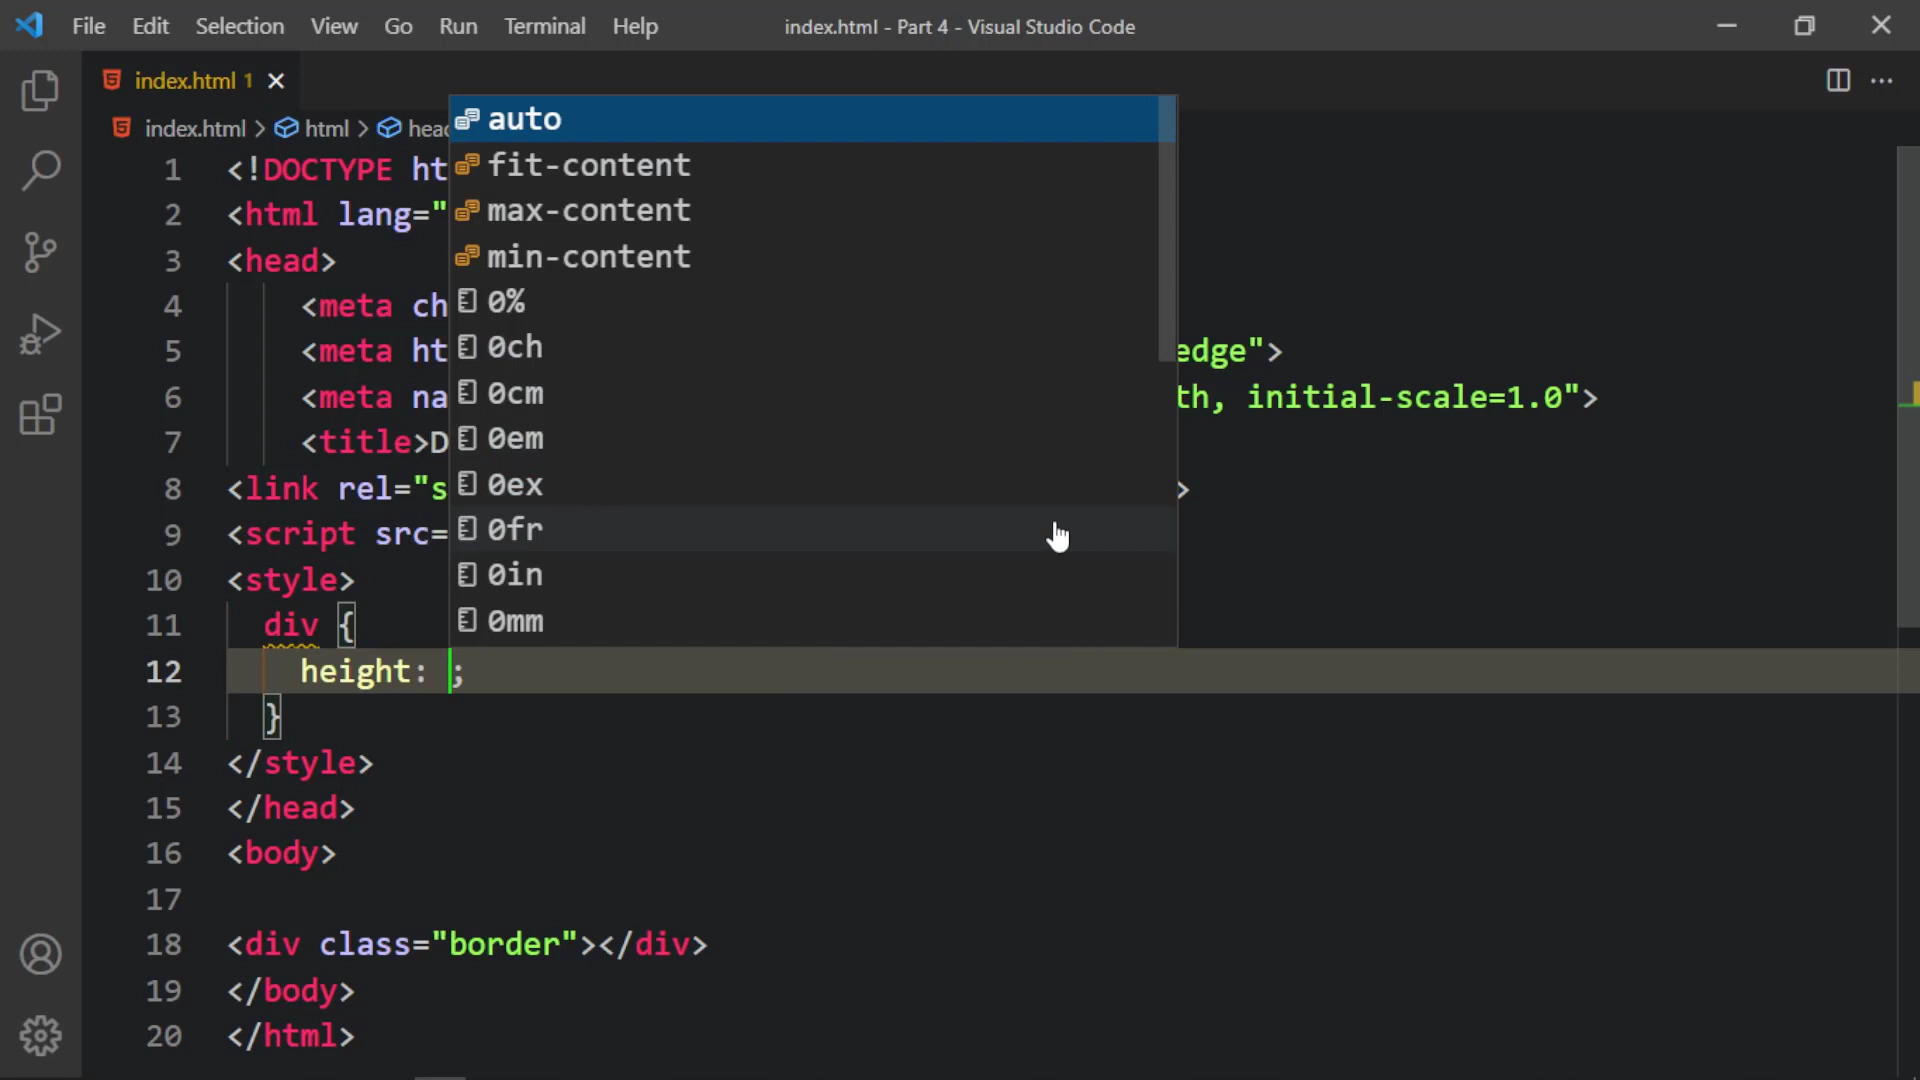 File Edit Selection View Go Run Terminal Help index.html - Part 4 - Visual Studio Code
index.html 1
index.html > html > head
auto
fit-content
max-content
min-content
0%
0ch
0cm
0em
0ex
0fr
0in
0mm
1 <!DOCTYPE ht
2 <html lang="
3 <head>
4 <meta ch
5 <meta ht edge">
6 <meta na th, initial-scale=1.0">
7 <title>D
8 <link rel="s >
9 <script src=
10 <style>
11 div {
12 height: ;
13 }
14 </style>
15 </head>
16 <body>
17
18 <div class="border"></div>
19 </body>
20 </html>